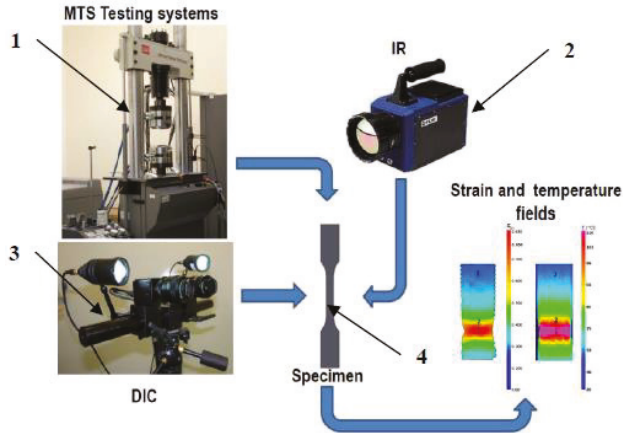 MTS Testing systems
1
IR
2
Strain and temperature
fields
3
4
Specimen
DIC